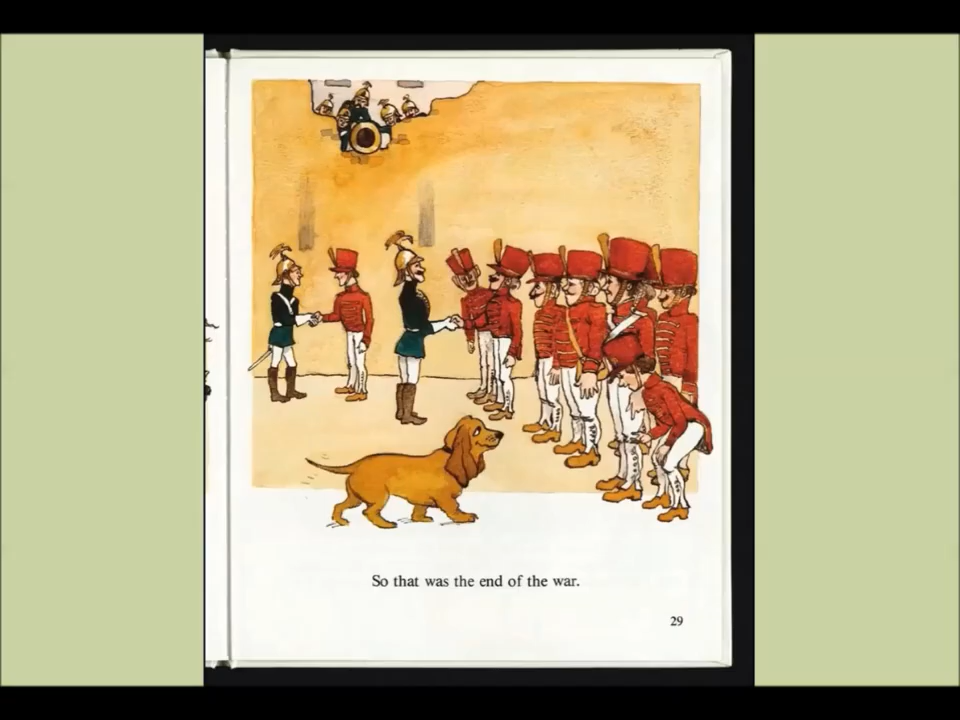 So that was the end of the war.
29